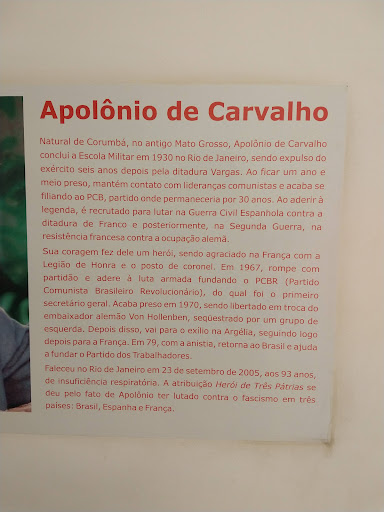 Apolônio de Carvalho
Natural de Corumbá, no antigo Mato Grosso, Apolônio de Carvalho
conclui a Escola Militar em 1930 no Rio de Janeiro, sendo expulso do
exército seis anos depois pela ditadura Vargas. Ao ficar um ano e
meio preso, mantém contato com lideranças comunistas e acaba se
filiando ao PCB, partido onde permaneceria por 30 anos. Ao aderir à
legenda, é recrutado para lutar na Guerra Civil Espanhola contra a
ditadura de Franco e posteriormente, na Segunda Guerra, na
resistência francesa contra a ocupação alemã.
Sua coragem fez dele um herói, sendo agraciado na França com a
Legião de Honra e o posto de coronel. Em 1967, rompe com
partidão e adere à luta armada fundando o PCBR (Partido
Comunista Brasileiro Revolucionário), do qual foi o primeiro
secretário geral. Acaba preso em 1970, sendo libertado em troca do
embaixador alemão Von Hollenben, seqüestrado por um grupo de
esquerda. Depois disso, vai para o exílio na Argélia, seguindo logo
depois para a França. Em 79, com a anistia, retorna ao Brasil e ajuda
a fundar o Partido dos Trabalhadores.
Faleceu no Rio de Janeiro em 23 de setembro de 2005, aos 93 anos,
de insuficiência respiratória. A atribuição Herói de Três Pátrias se
deu pelo fato de Apolônio ter lutado contra o fascismo em três
países: Brasil, Espanha e França.